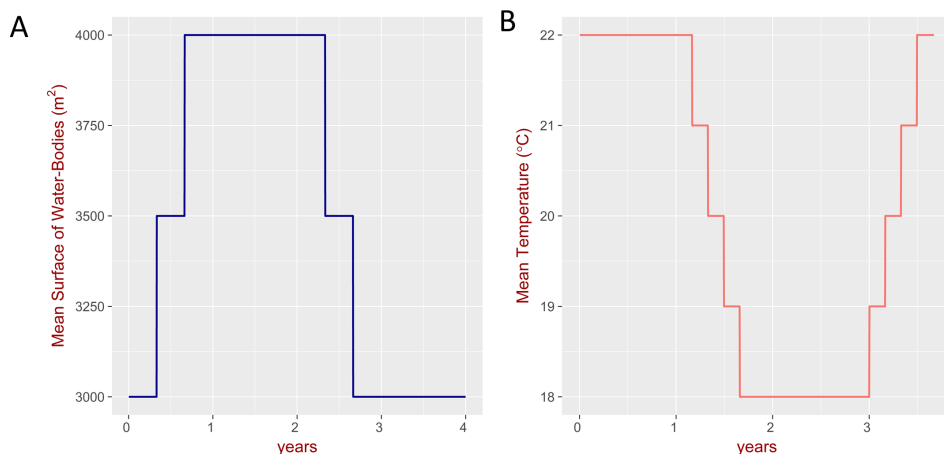 A
Mean Surface of Water-Bodies (m²)
4000
3750
3500
3250
3000
0 1 2 3 4
years
B
Mean Temperature (°C)
22
21
20
19
18
0 1 2 3
years